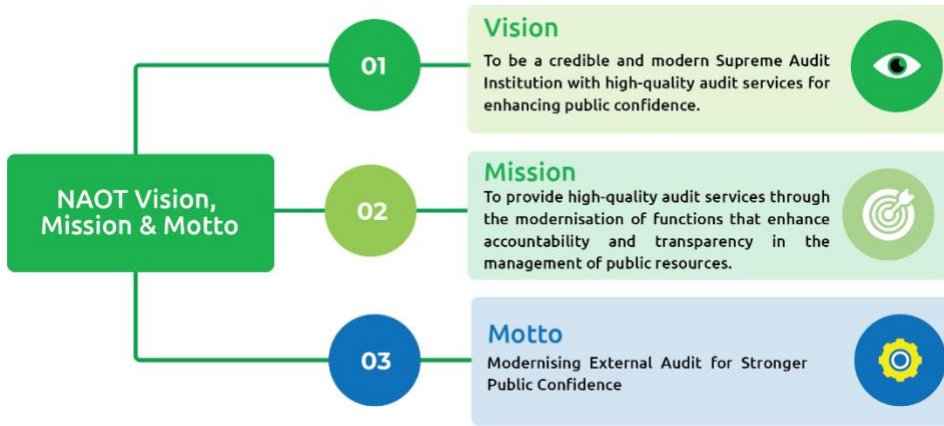 NAOT Vision,
Mission & Motto
01
Vision
To be a credible and modern Supreme Audit
Institution with high-quality audit services for
enhancing public confidence.
02
Mission
To provide high-quality audit services through
the modernisation of functions that enhance
accountability and transparency in the
management of public resources.
03
Motto
Modernising External Audit for Stronger
Public Confidence